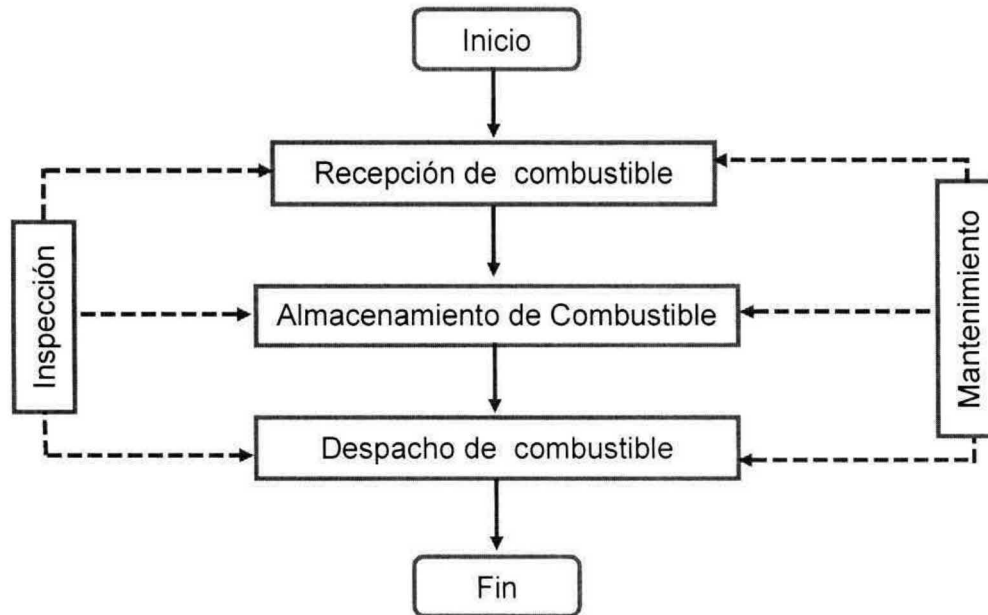 Inicio
Recepción de combustible
Inspección
Almacenamiento de Combustible
Mantenimiento
Despacho de combustible
Fin